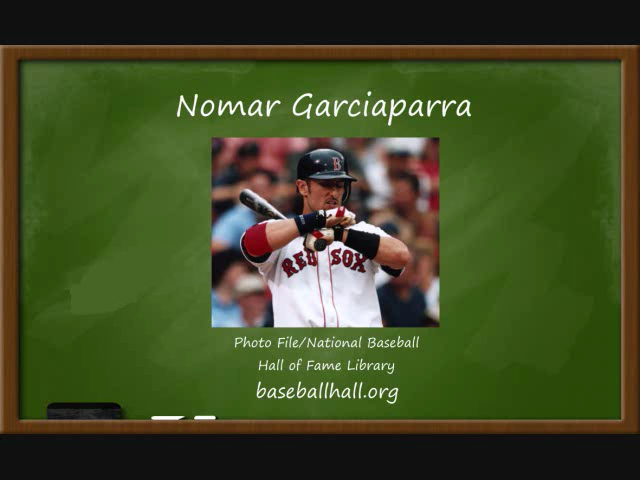 Nomar Garciaparra
B
RED SOX
Photo File/National Baseball
Hall of Fame Library
baseballhall.org